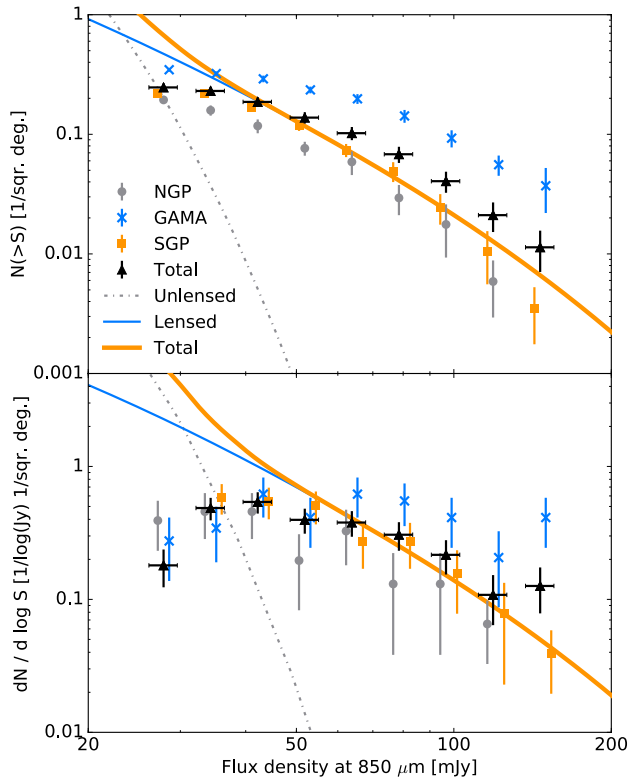 1
0.1
0.01
0.001
N(>S) [1/sqr. deg.]
NGP
GAMA
SGP
Total
Unlensed
Lensed
Total
1
0.1
0.01
dN / d log S [1/log(Jy) 1/sqr. deg.]
20
50
100
200
Flux density at 850 μm [mJy]